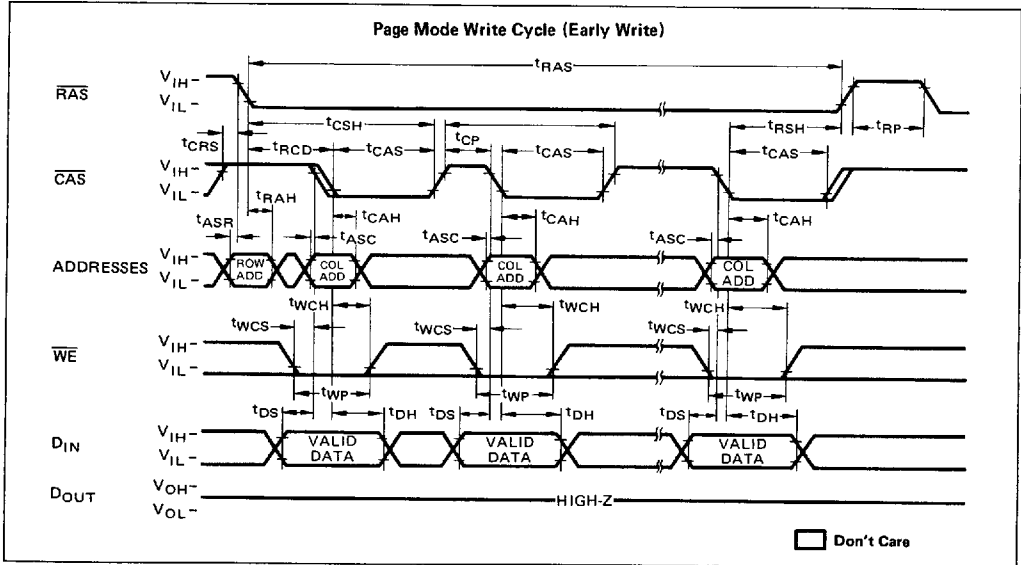 Page Mode Write Cycle (Early Write)
tRAS
RAS
VIH-
VIL-
tCSH
tCP
tRSH
tRP
tCRS
tRCD
tCAS
tCAS
tCAS
CAS
VIH-
VIL-
tRAH
tCAH
tCAH
tCAH
tASR
tASC
tASC
tASC
ADDRESSES
VIH-
VIL-
ROW ADD
COL ADD
COL ADD
COL ADD
tWCH
tWCH
tWCH
tWCS
tWCS
tWCS
WE
VIH-
VIL-
tWP
tWP
tWP
tDS
tDH
tDS
tDH
tDS
tDH
DIN
VIH-
VIL-
VALID DATA
VALID DATA
VALID DATA
DOUT
VOH-
VOL-
HIGH-Z
Don't Care